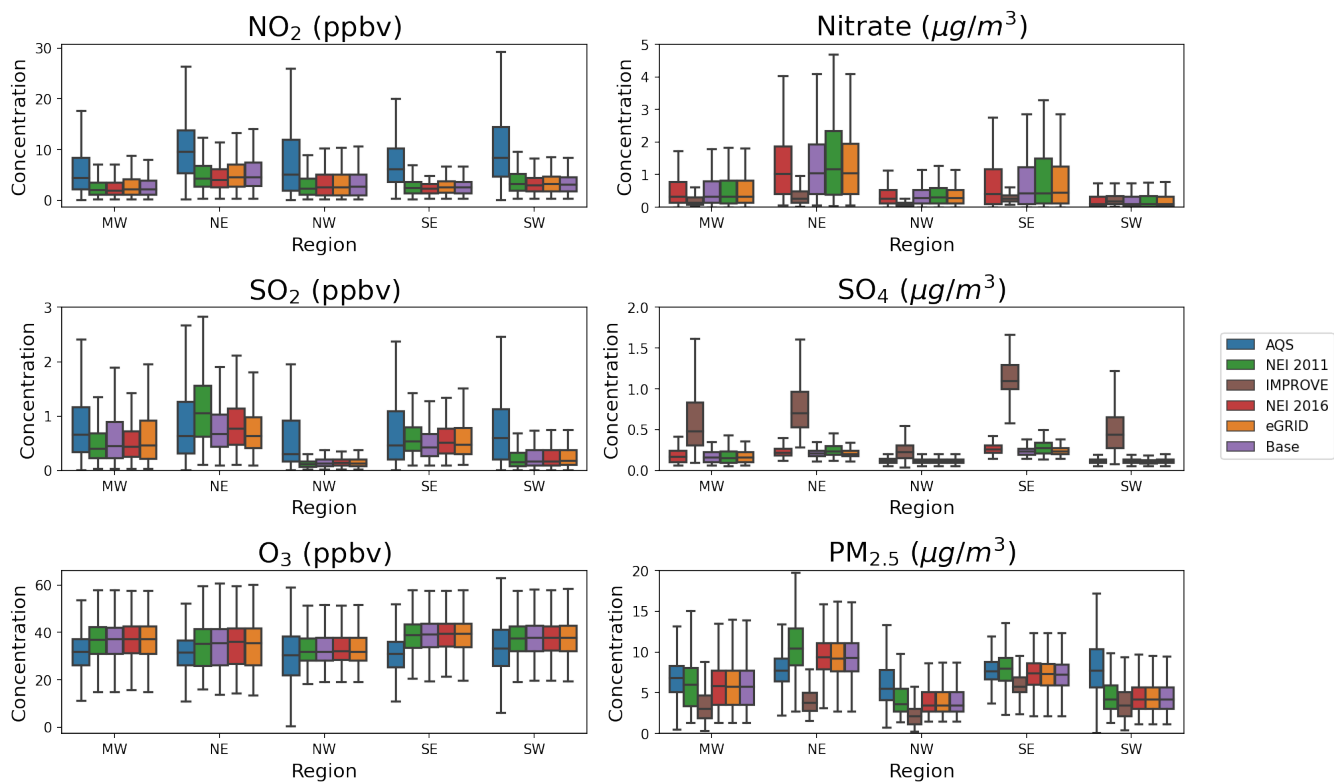 NO₂ (ppbv)
Concentration
30
20
10
0
MW NE NW SE SW
Region
Nitrate (μg/m³)
Concentration
5
4
3
2
1
0
MW NE NW SE SW
Region
SO₂ (ppbv)
Concentration
3
2
1
0
MW NE NW SE SW
Region
SO₄ (μg/m³)
Concentration
2.0
1.5
1.0
0.5
0.0
MW NE NW SE SW
Region
AQS
NEI 2011
IMPROVE
NEI 2016
eGRID
Base
O₃ (ppbv)
Concentration
60
40
20
0
MW NE NW SE SW
Region
PM₂.₅ (μg/m³)
Concentration
20
15
10
5
0
MW NE NW SE SW
Region